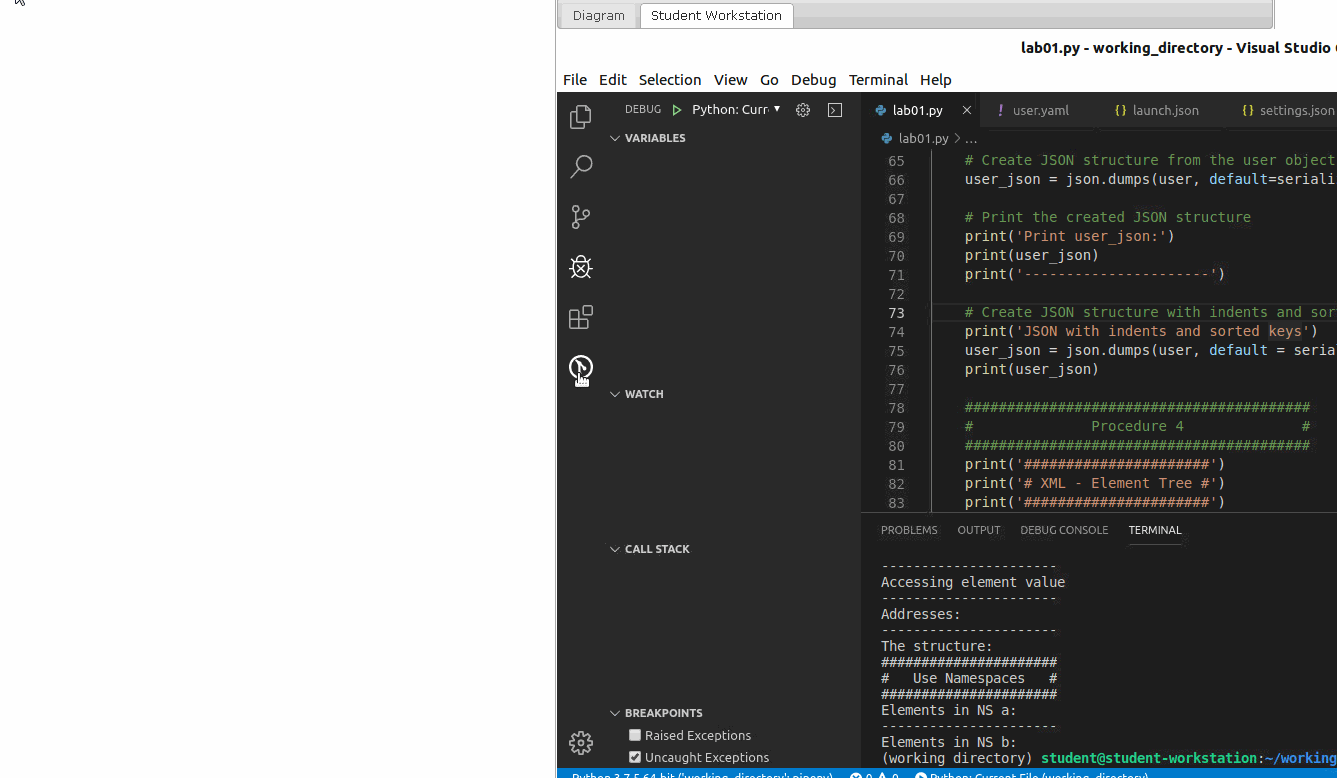 Diagram Student Workstation
lab01.py - working_directory - Visual Studio
File Edit Selection View Go Debug Terminal Help
DEBUG Python: Curr
lab01.py user.yaml launch.json settings.json
VARIABLES
lab01.py > ...
65 # Create JSON structure from the user object
66 user_json = json.dumps(user, default=seriali
67
68 # Print the created JSON structure
69 print('Print user_json:')
70 print(user_json)
71 print('----------------------')
72
73 # Create JSON structure with indents and sor
74 print('JSON with indents and sorted keys')
75 user_json = json.dumps(user, default = seria
76 print(user_json)
77
78 #########################################
79 # Procedure 4 #
80 #########################################
81 print('######################')
82 print('# XML - Element Tree #')
83 print('######################')
WATCH
CALL STACK
BREAKPOINTS
Raised Exceptions
Uncaught Exceptions
PROBLEMS OUTPUT DEBUG CONSOLE TERMINAL
----------------------
Accessing element value
----------------------
Addresses:
----------------------
The structure:
######################
# Use Namespaces #
######################
Elements in NS a:
----------------------
Elements in NS b:
(working directory) student@student-workstation:~/working
Python 3.7.5 64-bit ('working_directory': pipenv) 0 0 Python: Current File (working_directory)